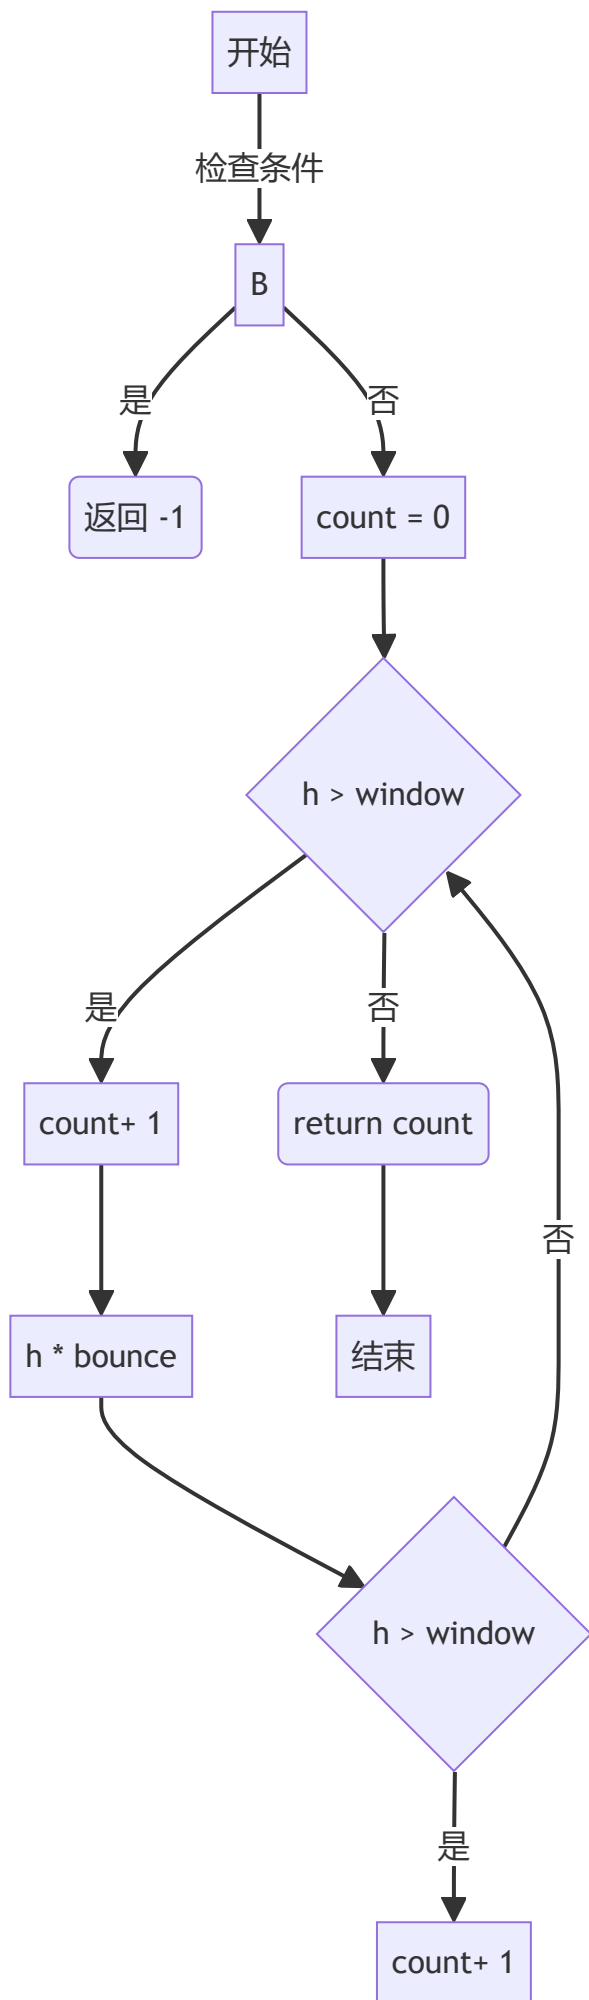 开始
检查条件
B
是
否
返回 -1
count = 0
h > window
是
否
count+ 1
return count
否
h * bounce
结束
h > window
是
count+ 1